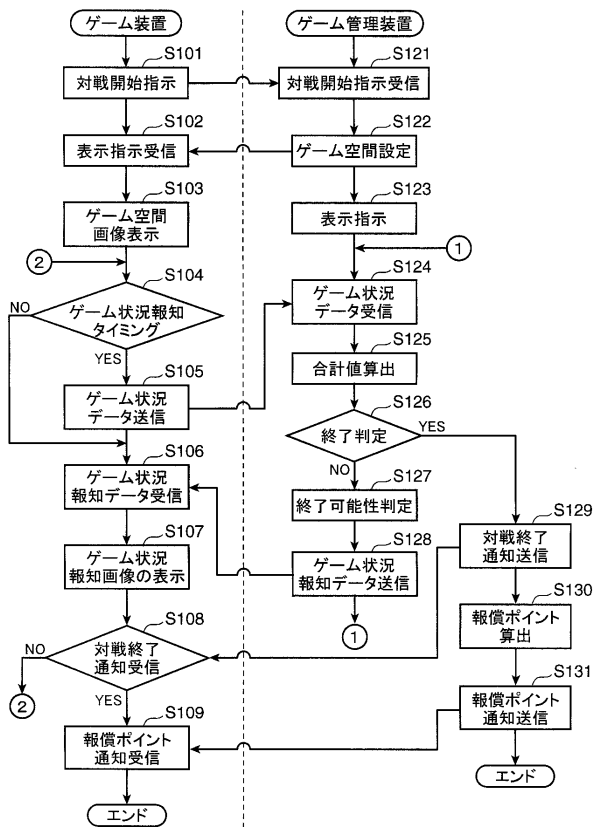 ゲーム装置
S101
対戦開始指示
S102
表示指示受信
S103
ゲーム空間
画像表示
2
S104
NO
ゲーム状況報知
タイミング
YES
S105
ゲーム状況
データ送信
S106
ゲーム状況
報知データ受信
S107
ゲーム状況
報知画像の表示
S108
NO
対戦終了
通知受信
2
YES
S109
報償ポイント
通知受信
エンド
ゲーム管理装置
S121
対戦開始指示受信
S122
ゲーム空間設定
S123
表示指示
1
S124
ゲーム状況
データ受信
S125
合計値算出
S126
終了判定
YES
NO
S127
終了可能性判定
S128
ゲーム状況
報知データ送信
1
S129
対戦終了
通知送信
S130
報償ポイント
算出
S131
報償ポイント
通知送信
エンド